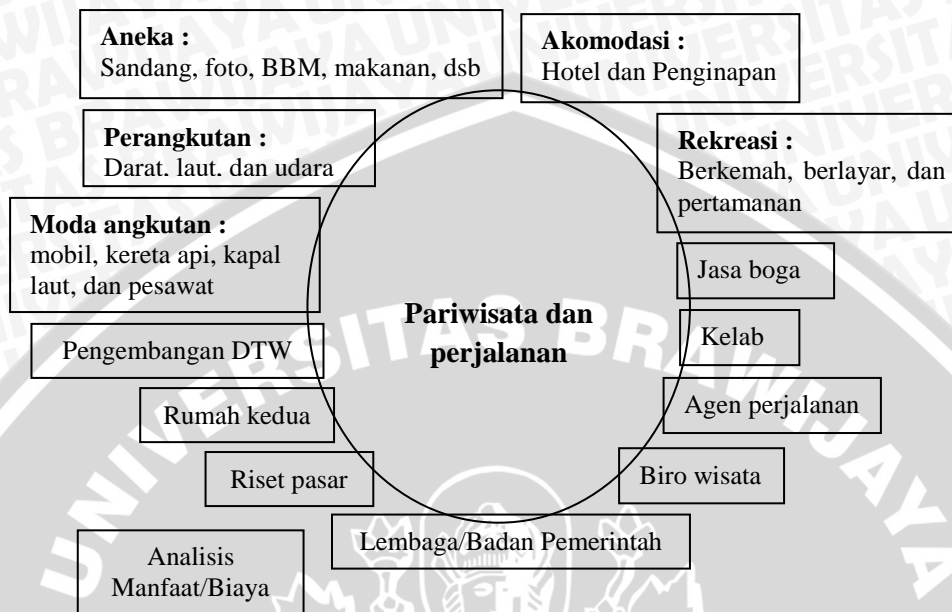 Aneka :
Sandang, foto, BBM, makanan, dsb
Akomodasi :
Hotel dan Penginapan
Perangkutan :
Darat, laut, dan udara
Rekreasi :
Berkemah, berlayar, dan
pertamanan
Moda angkutan :
mobil, kereta api, kapal
laut, dan pesawat
Jasa boga
Pariwisata dan
perjalanan
Pengembangan DTW
Kelab
Rumah kedua
Agen perjalanan
Riset pasar
Biro wisata
Lembaga/Badan Pemerintah
Analisis
Manfaat/Biaya
UNIVERSITAS BRAWIJAYA